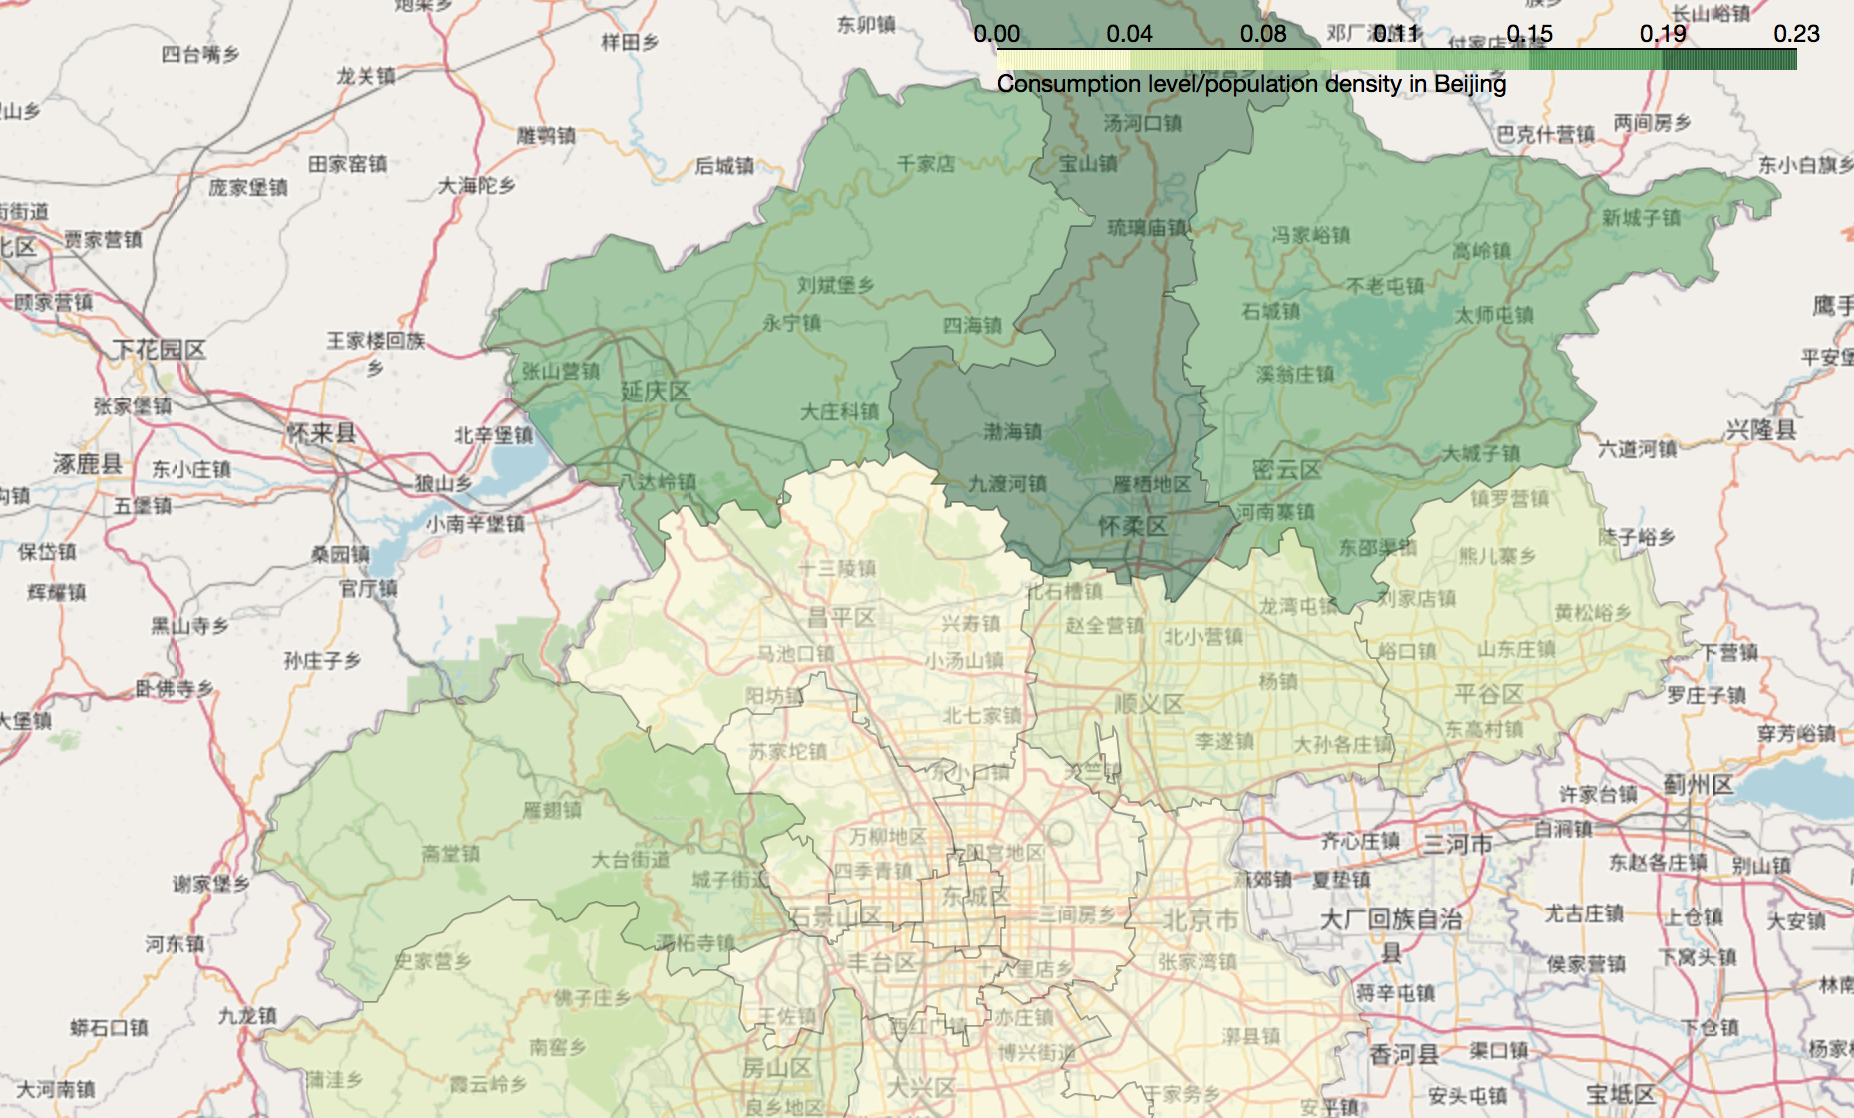 炮梁乡
东卯镇
长山峪镇
四台嘴乡
样田乡
0.00
0.04
0.08
0.11
0.15
0.19
0.23
龙关镇
Consumption level/population density in Beijing
汤河口镇
两间房乡
巴克什营镇
雕鹗镇
田家窑镇
后城镇
千家店
宝山镇
东小白旗乡
庞家堡镇
大海陀乡
新城子镇
琉璃庙镇
冯家峪镇
贾家营镇
高岭镇
刘斌堡乡
不老屯镇
顾家营镇
石城镇
太师屯镇
永宁镇
四海镇
王家楼回族
乡
下花园区
张山营镇
延庆区
溪翁庄镇
张家堡镇
大庄科镇
怀来县
北辛堡镇
渤海镇
兴隆县
六道河镇
大城子镇
涿鹿县
东小庄镇
密云区
狼山乡
八达岭镇
九渡河镇
雁栖地区
镇罗营镇
五堡镇
小南辛堡镇
怀柔区
河南寨镇
保岱镇
桑园镇
东邵渠镇
熊儿寨乡
陡子峪乡
十三陵镇
辉耀镇
官厅镇
北石槽镇
龙湾屯镇
刘家店镇
黄松峪乡
昌平区
兴寿镇
赵全营镇
北小营镇
黑山寺乡
马池口镇
小汤山镇
峪口镇
山东庄镇
下营镇
孙庄子乡
卧佛寺乡
阳坊镇
杨镇
平谷区
罗庄子镇
大堡镇
北七家镇
顺义区
东高村镇
穿芳峪镇
苏家坨镇
李遂镇
大孙各庄镇
东小口镇
天竺镇
蓟州区
许家台镇
雁翅镇
万柳地区
白涧镇
齐心庄镇
三河市
斋堂镇
大台街道
四季青镇
东赵各庄镇
别山镇
谢家堡乡
城子街道
东城区
燕郊镇
夏垫镇
石景山区
三间房乡
北京市
大厂回族自治
县
尤古庄镇
上仓镇
大安镇
河东镇
潭柘寺镇
史家营乡
丰台区
十八里店乡
张家湾镇
侯家营镇
下窝头镇
佛子庄乡
蒋辛屯镇
蟒石口镇
九龙镇
王佐镇
西红门镇
亦庄镇
漷县镇
下仓镇
南窖乡
博兴街道
香河县
渠口镇
房山区
大河南镇
蒲洼乡
霞云岭乡
大兴区
于家务乡
安头屯镇
宝坻区
良乡地区
安平镇